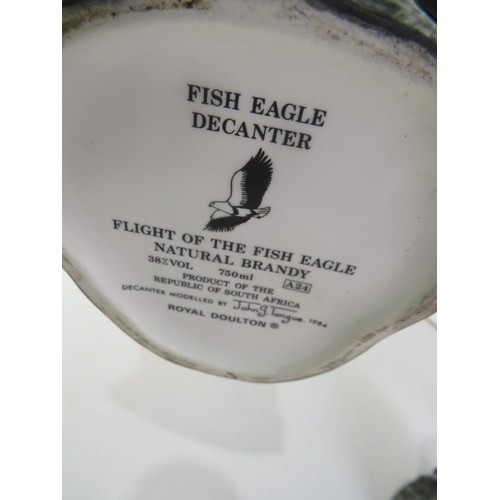 FISH EAGLE
DECANTER
FLIGHT OF THE FISH EAGLE
NATURAL BRANDY
38%VOL 750ml
PRODUCT OF THE A24
REPUBLIC OF SOUTH AFRICA
DECANTER MODELLED BY John G. Tongue. 1984
ROYAL DOULTON ®